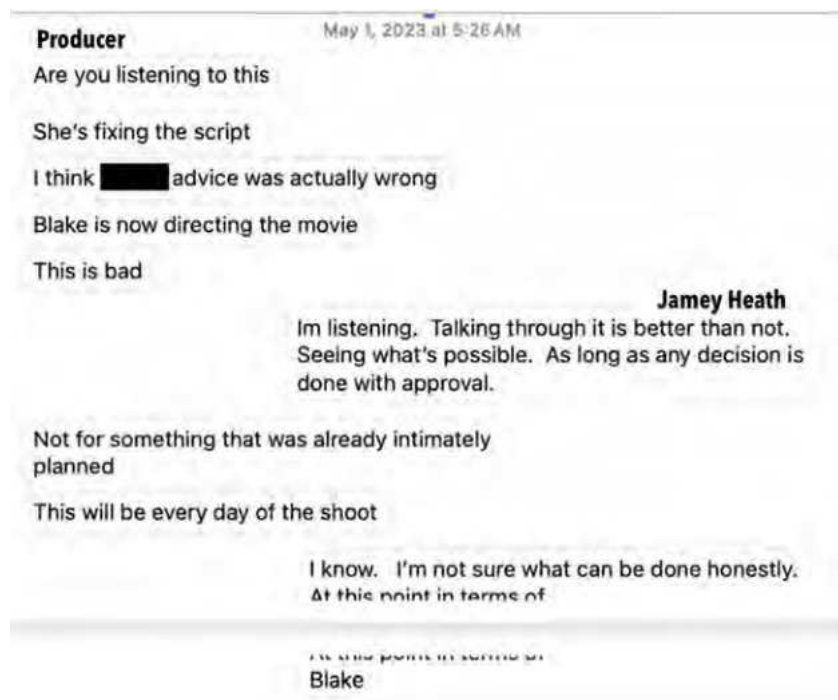 May 1, 2023 at 5:26 AM
Producer
Are you listening to this
She's fixing the script
I think advice was actually wrong
Blake is now directing the movie
This is bad
Jamey Heath
Im listening. Talking through it is better than not.
Seeing what's possible. As long as any decision is
done with approval.
Not for something that was already intimately
planned
This will be every day of the shoot
I know. I'm not sure what can be done honestly.
At this point in terms of
At this point in terms of
Blake